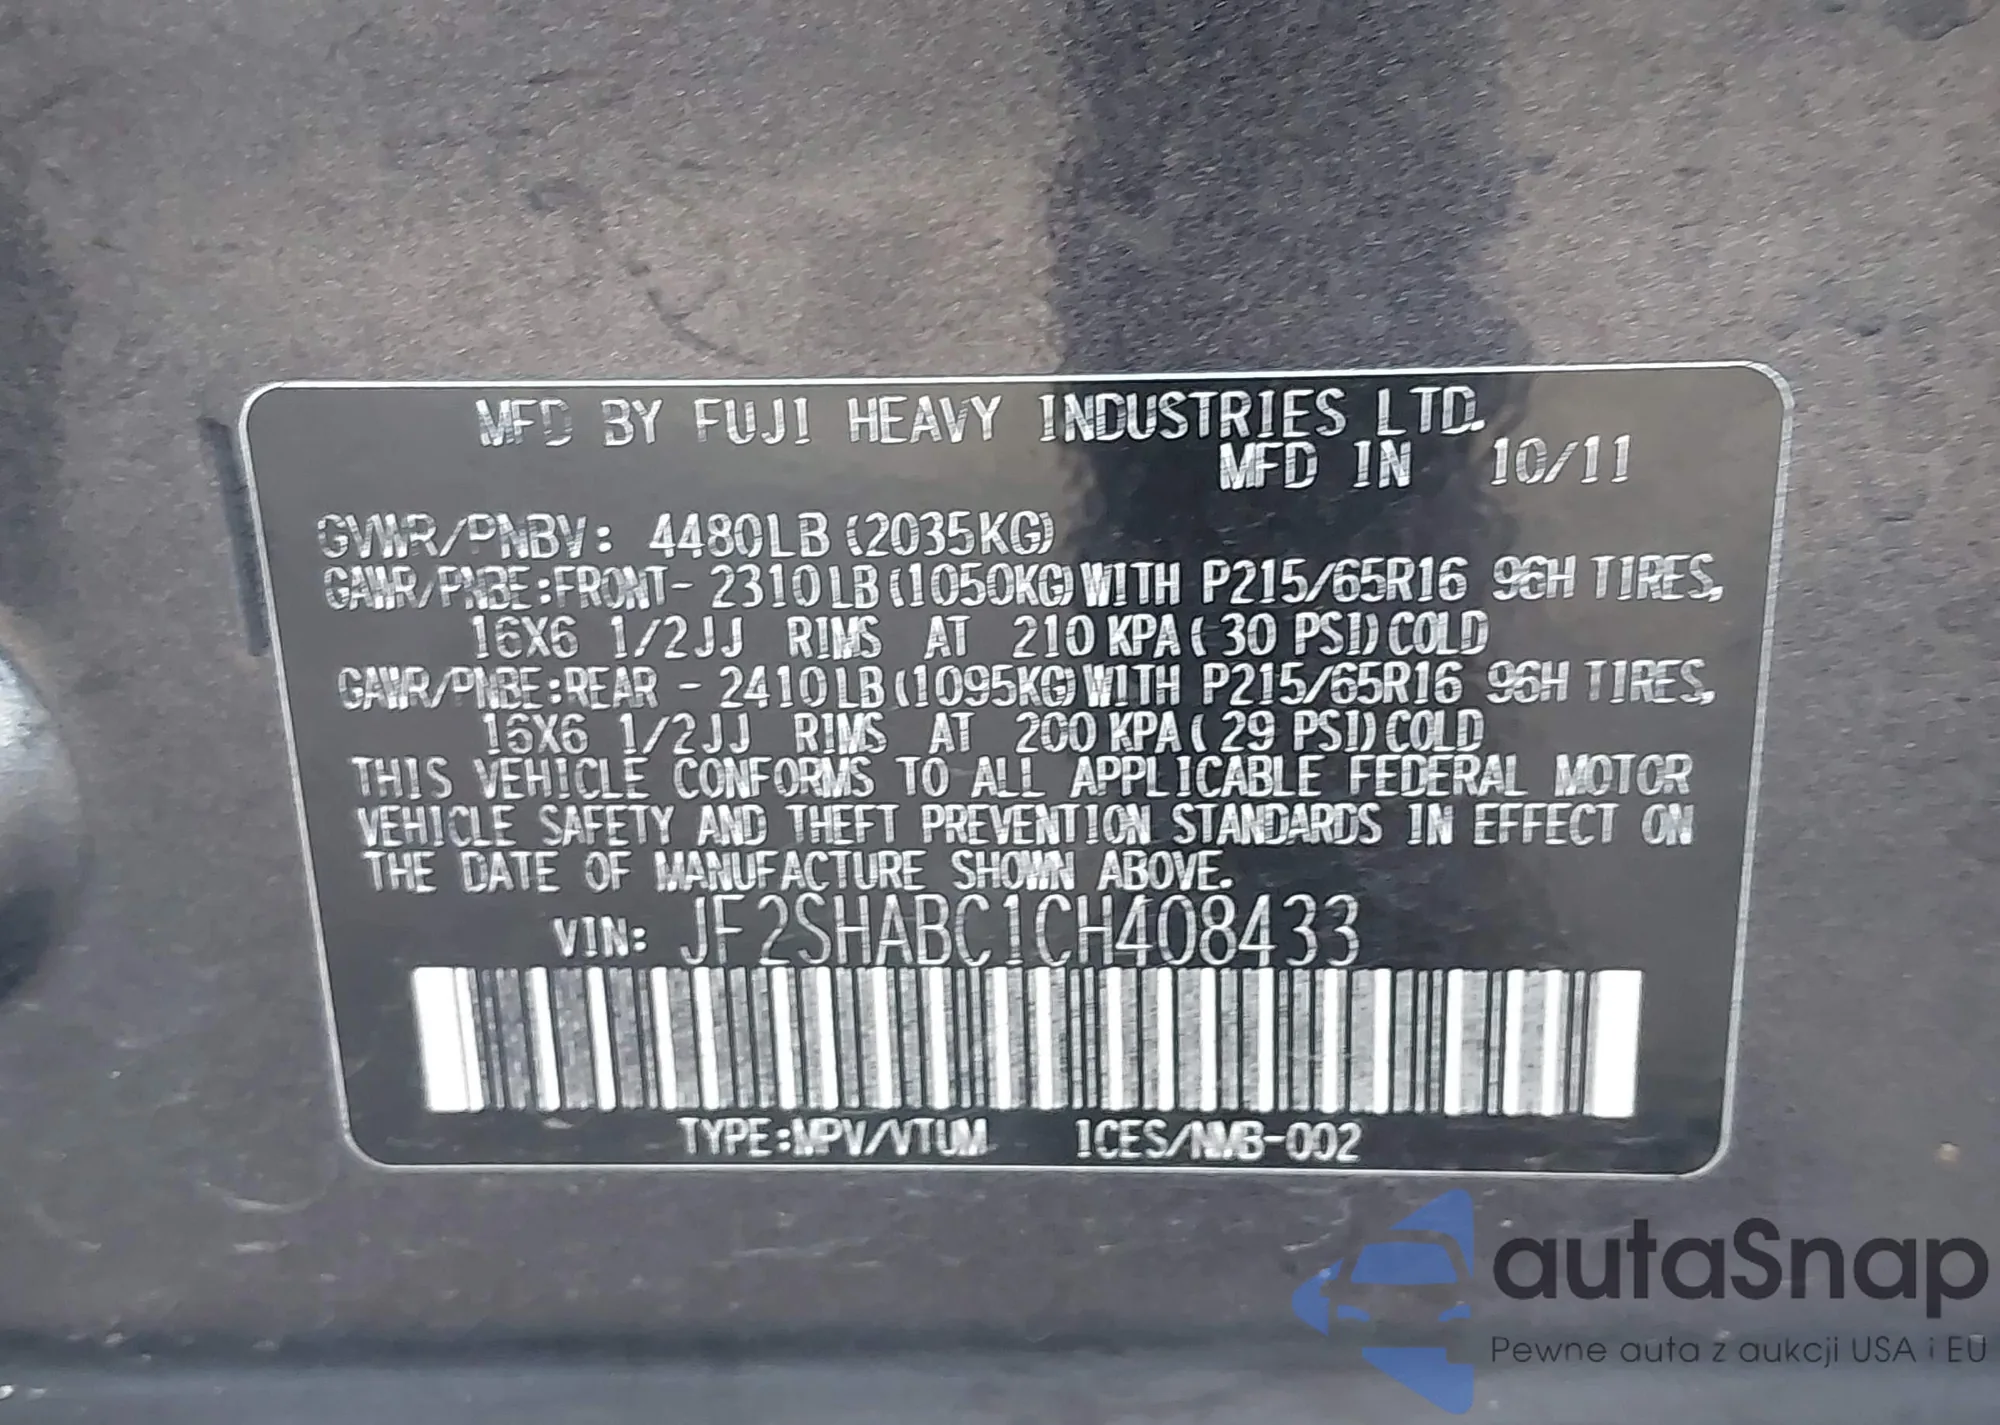 MFD BY FUJI HEAVY INDUSTRIES LTD.
MFD IN 10/11
GVWR/PNBV: 4480LB (2035KG)
GAWR/PNBE:FRONT- 2310LB (1050KG) WITH P215/65R16 96H TIRES,
16X6 1/2JJ RIMS AT 210 KPA ( 30 PSI) COLD
GAWR/PNBE:REAR - 2410LB (1095KG) WITH P215/65R16 96H TIRES,
16X6 1/2JJ RIMS AT 200 KPA ( 29 PSI) COLD
THIS VEHICLE CONFORMS TO ALL APPLICABLE FEDERAL MOTOR
VEHICLE SAFETY AND THEFT PREVENTION STANDARDS IN EFFECT ON
THE DATE OF MANUFACTURE SHOWN ABOVE.
VIN: JF2SHABC1CH408433
TYPE:MPV/VTUM ICES/NMB-002
autaSnap
Pewne auta z aukcji USA i EU